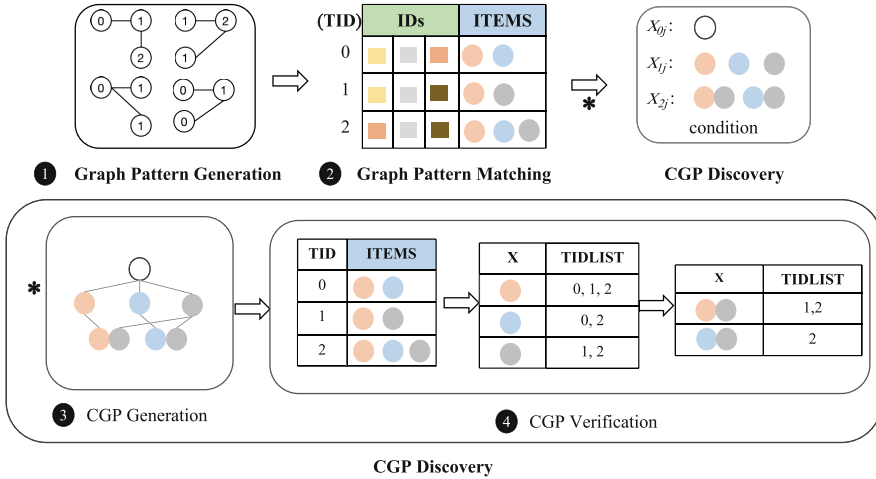 0 1 1 2
2 1
0 1 0 1
1 0
1 Graph Pattern Generation
(TID) IDs ITEMS
0
1
2
2 Graph Pattern Matching
*
X0j:
X1j:
X2j:
condition
CGP Discovery
*
3 CGP Generation
TID ITEMS
0
1
2
X TIDLIST
0, 1, 2
0, 2
1, 2
X TIDLIST
1,2
2
4 CGP Verification
CGP Discovery